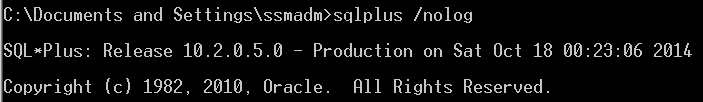 C:\Documents and Settings\ssmadm>sqlplus /nolog
SQL*Plus: Release 10.2.0.5.0 - Production on Sat Oct 18 00:23:06 2014
Copyright (c) 1982, 2010, Oracle.  All Rights Reserved.